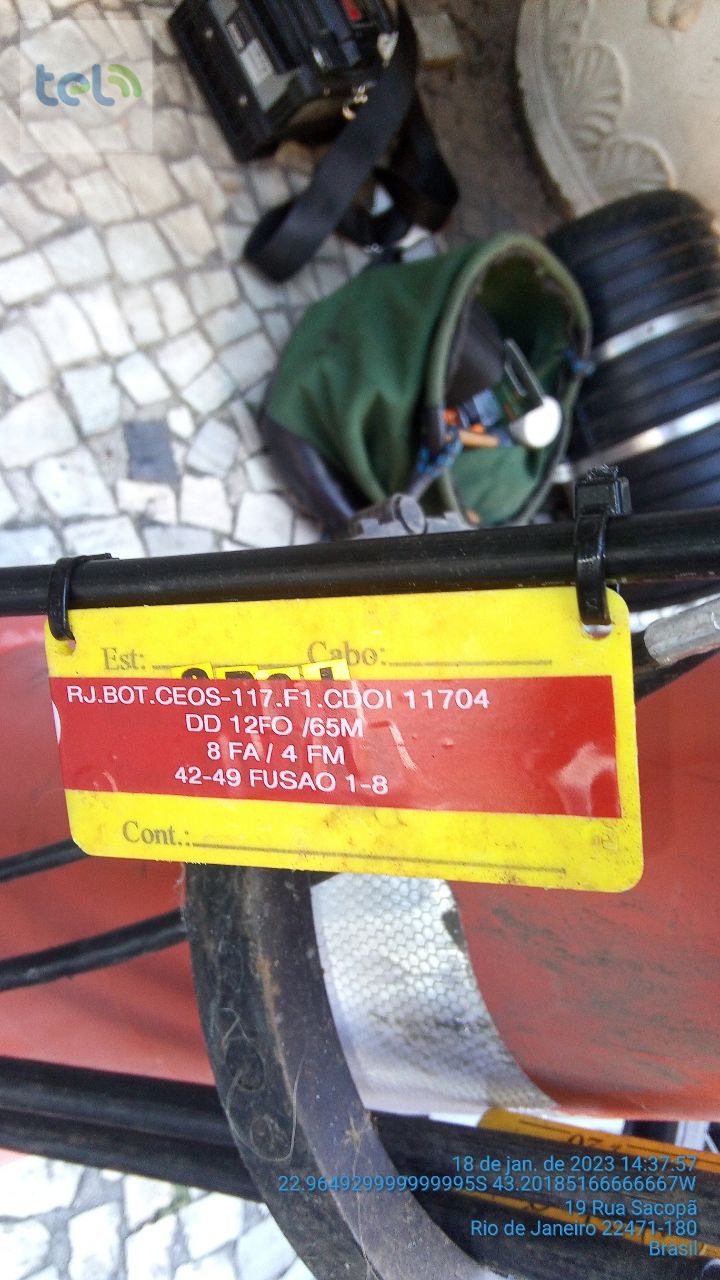 tel
Est:
Cabo:
RJ.BOT.CEOS-117.F1.CDOI 11704
DD 12FO /65M
8 FA / 4 FM
42-49 FUSAO 1-8
Cont.:
18 de jan. de 2023 14:37:57
22.964929999999995S 43.20185166666667W
19 Rua Sacopã
Rio de Janeiro 22471-180
Brasil